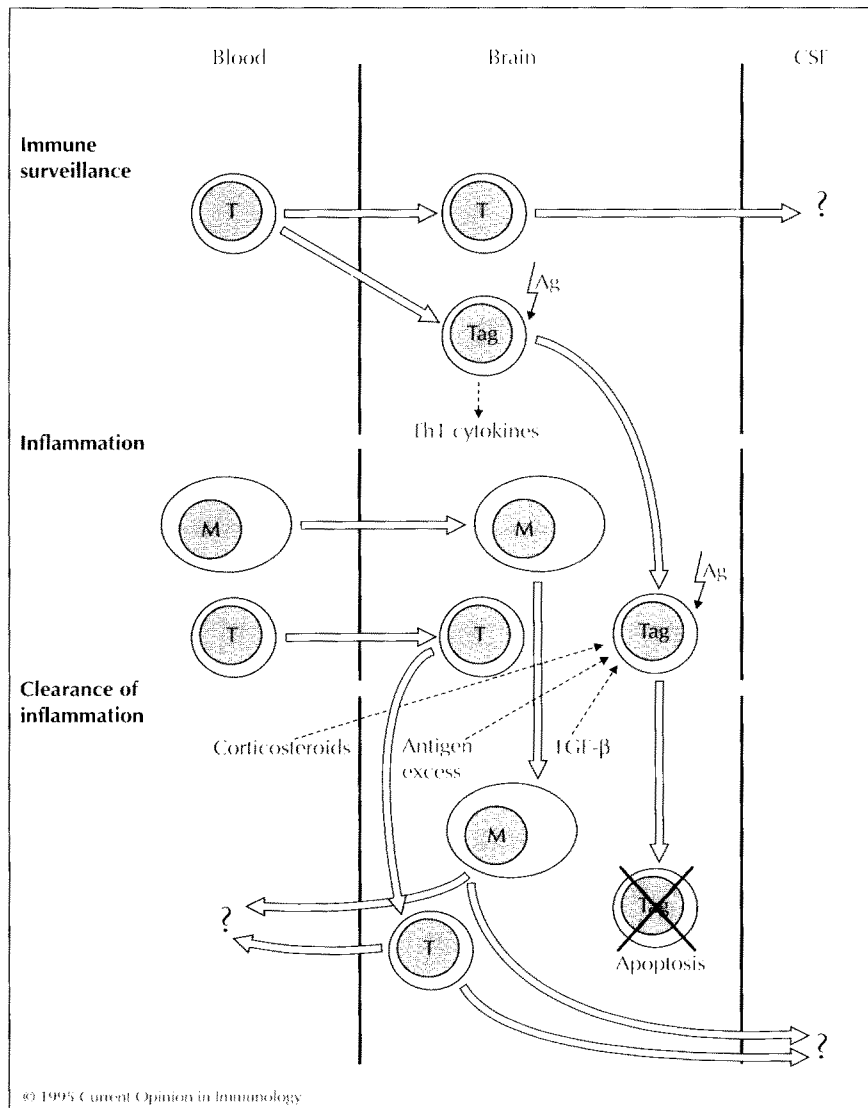 Blood
Brain
CSF
Immune
surveillance
T
T
?
Ag
Tag
Th1 cytokines
Inflammation
M
M
Ag
T
T
Tag
Clearance of
inflammation
Corticosteroids
Antigen
excess
TGF-β
M
?
Tag
T
Apoptosis
?
© 1995 Current Opinion in Immunology